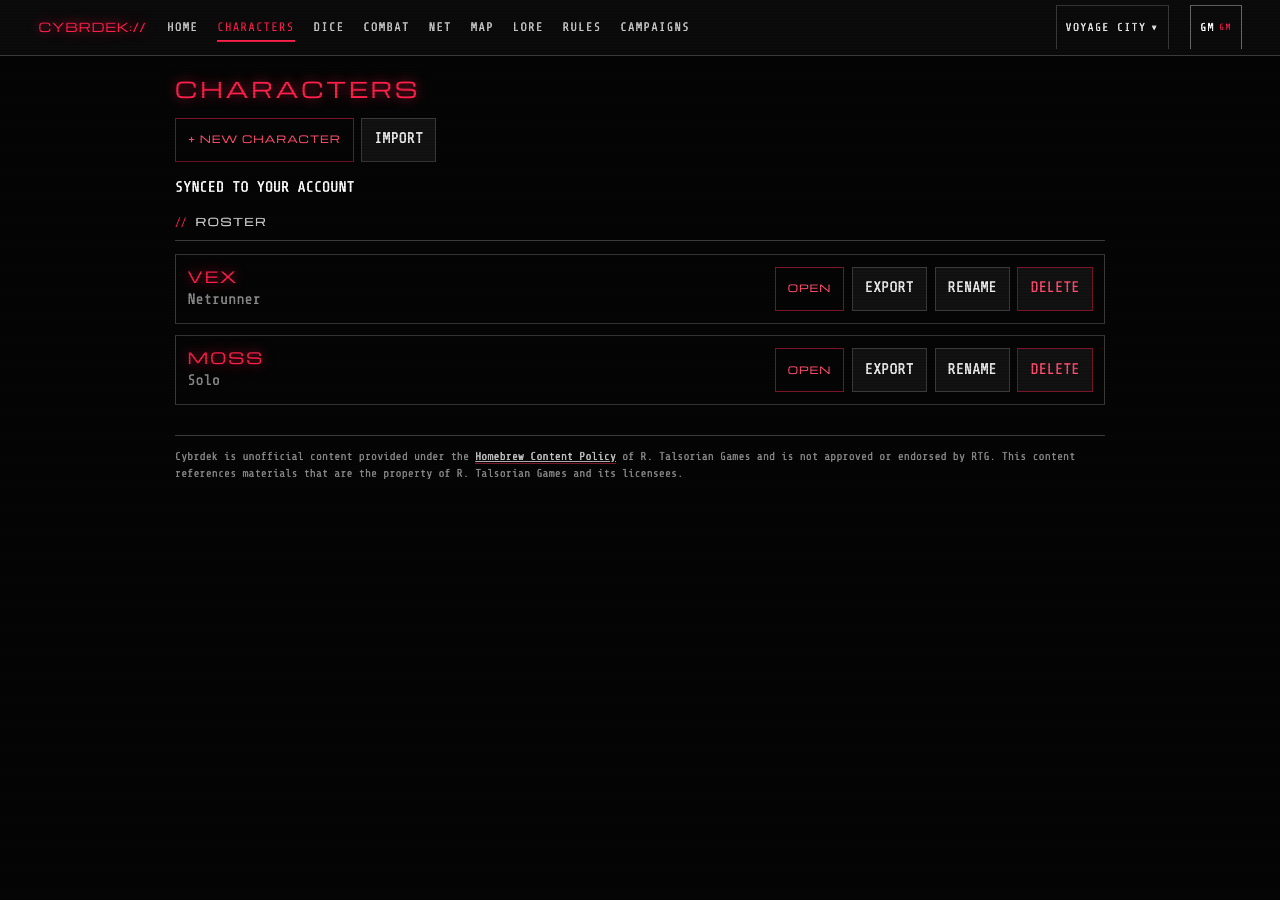 CYBRDEK:// HOME CHARACTERS DICE COMBAT NET MAP LORE RULES CAMPAIGNS VOYAGE CITY ▾ GM GM
CHARACTERS
+ NEW CHARACTER IMPORT
SYNCED TO YOUR ACCOUNT
// ROSTER
VEX
Netrunner
OPEN EXPORT RENAME DELETE
MOSS
Solo
OPEN EXPORT RENAME DELETE
Cybrdek is unofficial content provided under the Homebrew Content Policy of R. Talsorian Games and is not approved or endorsed by RTG. This content
references materials that are the property of R. Talsorian Games and its licensees.